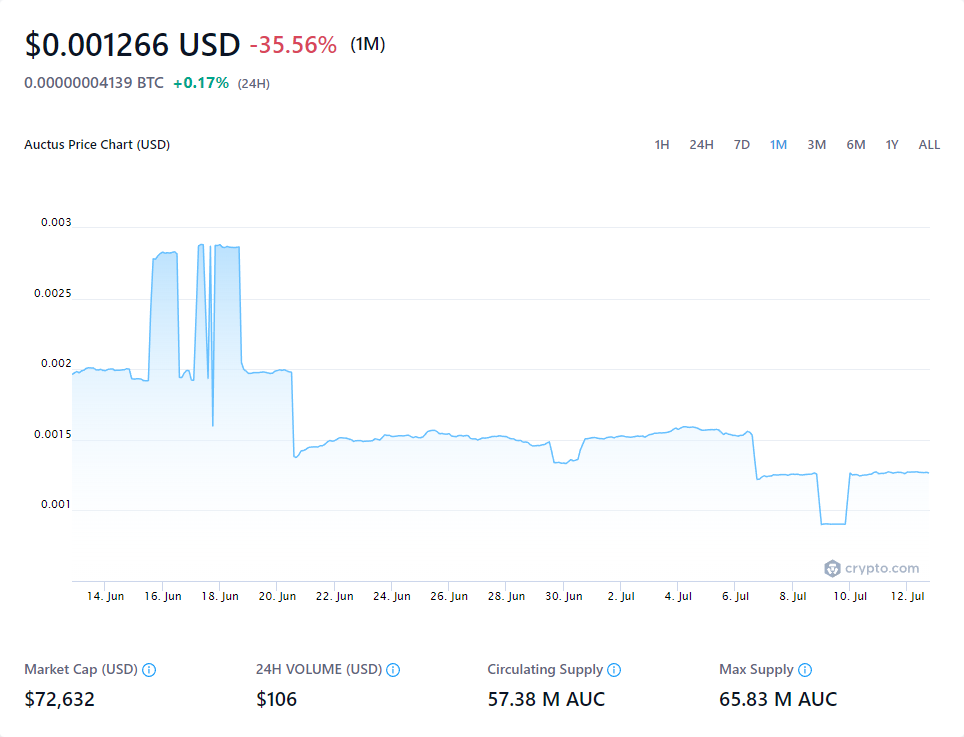 $0.001266 USD -35.56% (1M)
0.00000004139 BTC +0.17% (24H)
Auctus Price Chart (USD) 1H 24H 7D 1M 3M 6M 1Y ALL
0.003
0.0025
0.002
0.0015
0.001
crypto.com
14. Jun 16. Jun 18. Jun 20. Jun 22. Jun 24. Jun 26. Jun 28. Jun 30. Jun 2. Jul 4. Jul 6. Jul 8. Jul 10. Jul 12. Jul
Market Cap (USD) 24H VOLUME (USD) Circulating Supply Max Supply
$72,632 $106 57.38 M AUC 65.83 M AUC